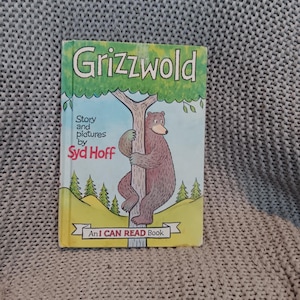 Grizzwold
Story
and
pictures
by
Syd Hoff
An I CAN READ Book